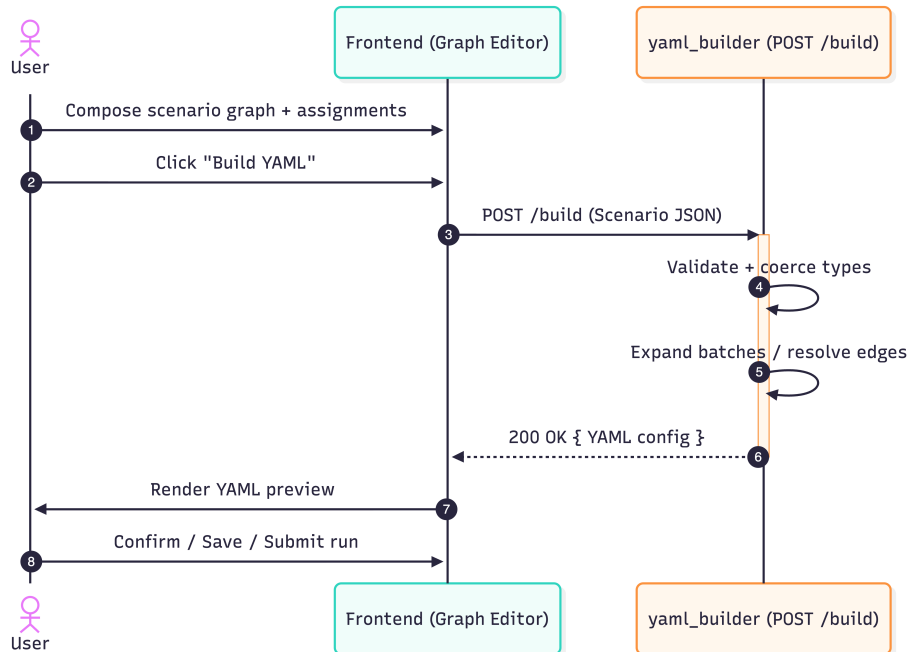 User
Frontend (Graph Editor)
yaml_builder (POST /build)
Compose scenario graph + assignments
1
Click "Build YAML"
2
POST /build (Scenario JSON)
3
Validate + coerce types
4
Expand batches / resolve edges
5
200 OK { YAML config }
6
Render YAML preview
7
Confirm / Save / Submit run
8
User
Frontend (Graph Editor)
yaml_builder (POST /build)